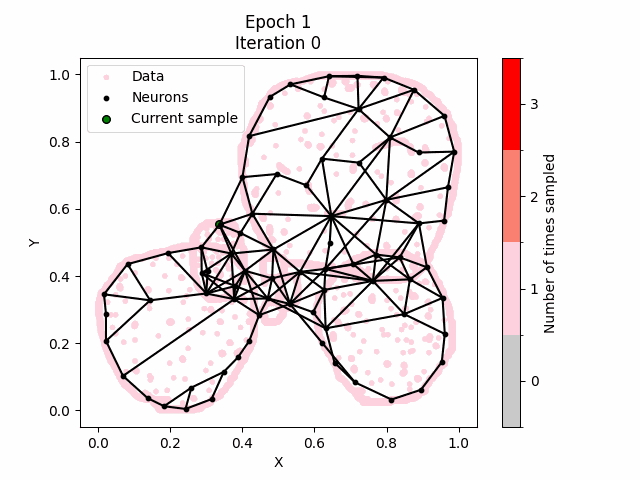 Epoch 1
Iteration 0
Data
Neurons
Current sample
1.0
0.8
0.6
0.4
0.2
0.0
Y
0.0 0.2 0.4 0.6 0.8 1.0
X
3
2
1
0
Number of times sampled